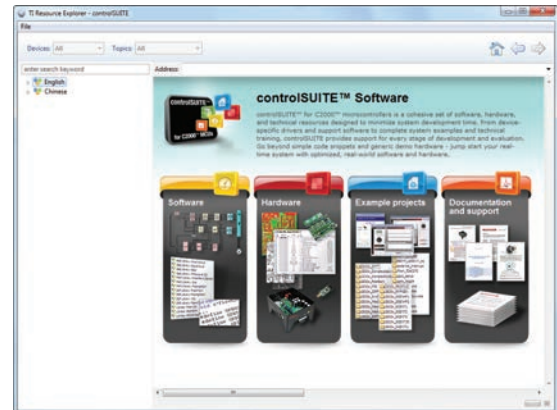 TI Resource Explorer - controlSUITE
File
Devices: All Topics: All
enter search keyword
Address:
English
Chinese
controlSUITE™
for C2000™ MCUs
controlSUITE™ Software
controlSUITE™ for C2000™ microcontrollers is a cohesive set of software, hardware,
and technical resources designed to minimize system development time. From device-
specific drivers and support software to complete system examples and technical
training, controlSUITE provides support for every stage of development and evaluation.
Go beyond simple code snippets and generic demo hardware - jump start your real-
time system with optimized, real-world software and hardware.
Software
Hardware
Example projects
Documentation
and support